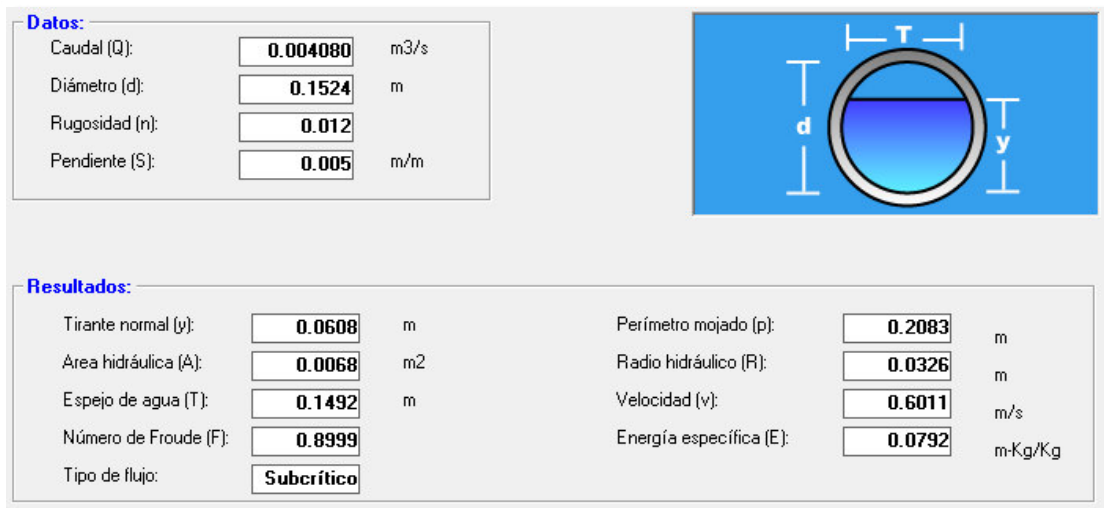 Datos:
Caudal (Q): 0.004080 m3/s
Diámetro (d): 0.1524 m
Rugosidad (n): 0.012
Pendiente (S): 0.005 m/m
T
d
y
Resultados:
Tirante normal (y): 0.0608 m Perímetro mojado (p): 0.2083 m
Area hidráulica (A): 0.0068 m2 Radio hidráulico (R): 0.0326 m
Espejo de agua (T): 0.1492 m Velocidad (v): 0.6011 m/s
Número de Froude (F): 0.8999 Energía específica (E): 0.0792 m-Kg/Kg
Tipo de flujo: Subcrítico